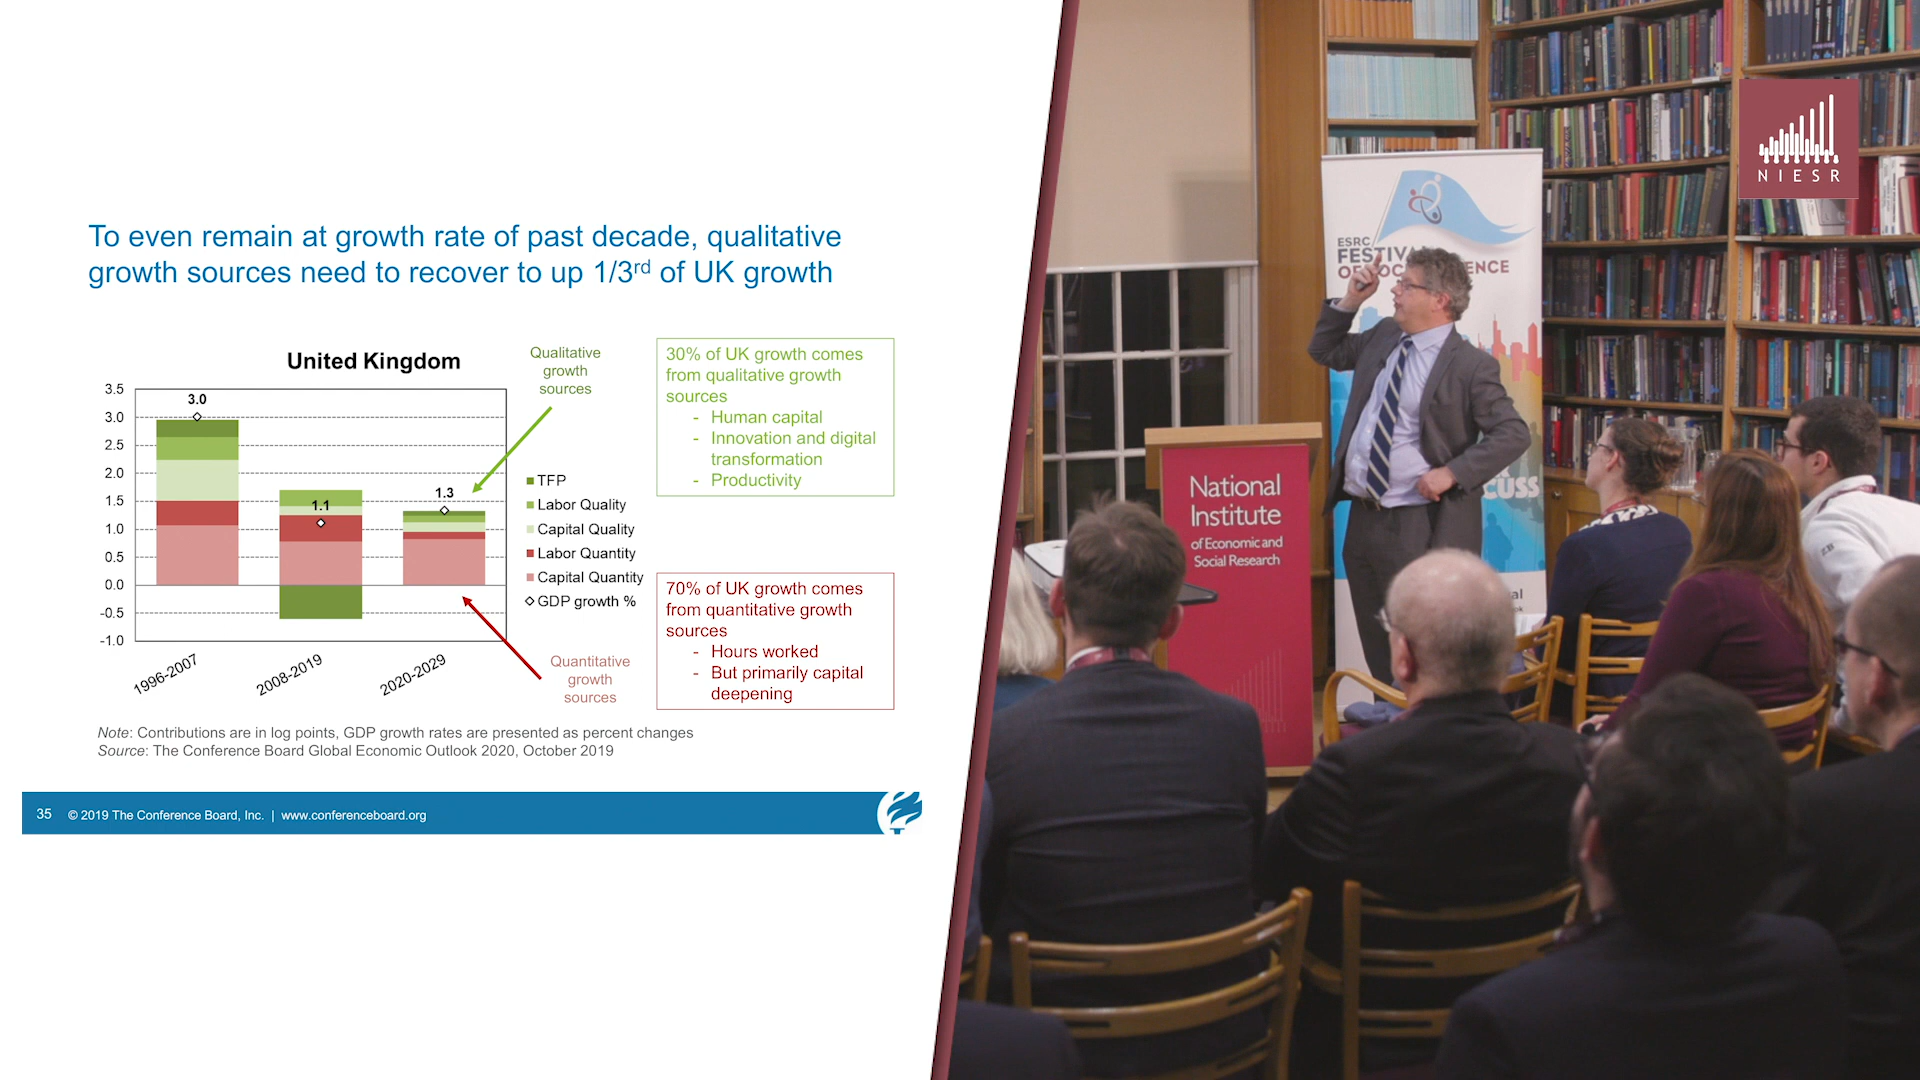 To even remain at growth rate of past decade, qualitative
growth sources need to recover to up 1/3rd of UK growth
United Kingdom
3.5
3.0
2.5
2.0
1.5
1.0
0.5
0.0
-0.5
-1.0
3.0
1.1
1.3
1996-2007
2008-2019
2020-2029
Qualitative
growth
sources
TFP
Labor Quality
Capital Quality
Labor Quantity
Capital Quantity
GDP growth %
Quantitative
growth
sources
30% of UK growth comes
from qualitative growth
sources
- Human capital
- Innovation and digital
transformation
- Productivity
70% of UK growth comes
from quantitative growth
sources
- Hours worked
- But primarily capital
deepening
Note: Contributions are in log points, GDP growth rates are presented as percent changes
Source: The Conference Board Global Economic Outlook 2020, October 2019
35 © 2019 The Conference Board, Inc. | www.conferenceboard.org
NIESR
ESRC
National
Institute
of Economic and
Social Research